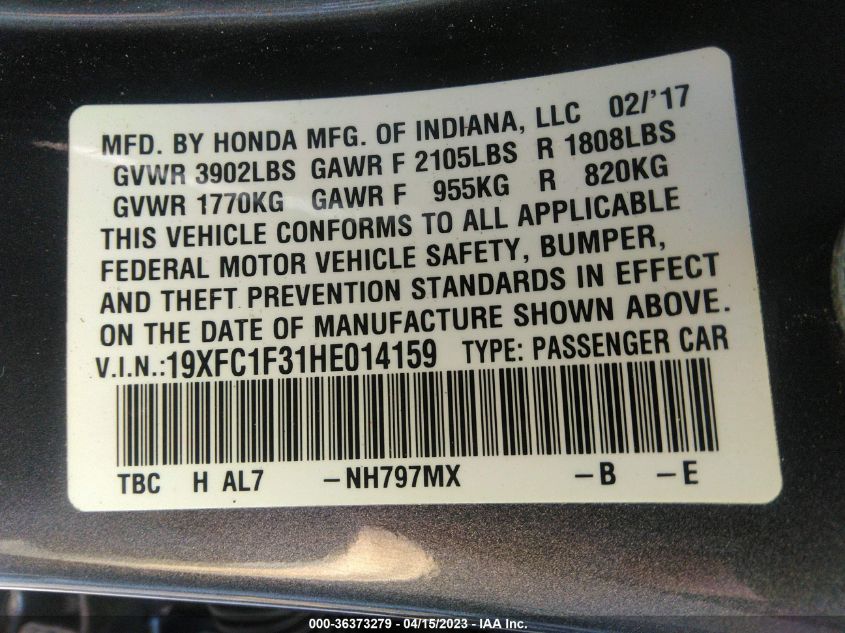 MFD. BY HONDA MFG. OF INDIANA, LLC 02/'17
GVWR 3902LBS GAWR F 2105LBS R 1808LBS
GVWR 1770KG GAWR F 955KG R 820KG
THIS VEHICLE CONFORMS TO ALL APPLICABLE
FEDERAL MOTOR VEHICLE SAFETY, BUMPER,
AND THEFT PREVENTION STANDARDS IN EFFECT
ON THE DATE OF MANUFACTURE SHOWN ABOVE.
V.I.N.:19XFC1F31HE014159 TYPE: PASSENGER CAR
TBC H AL7 -NH797MX -B -E
000-36373279 - 04/15/2023 - IAA Inc.